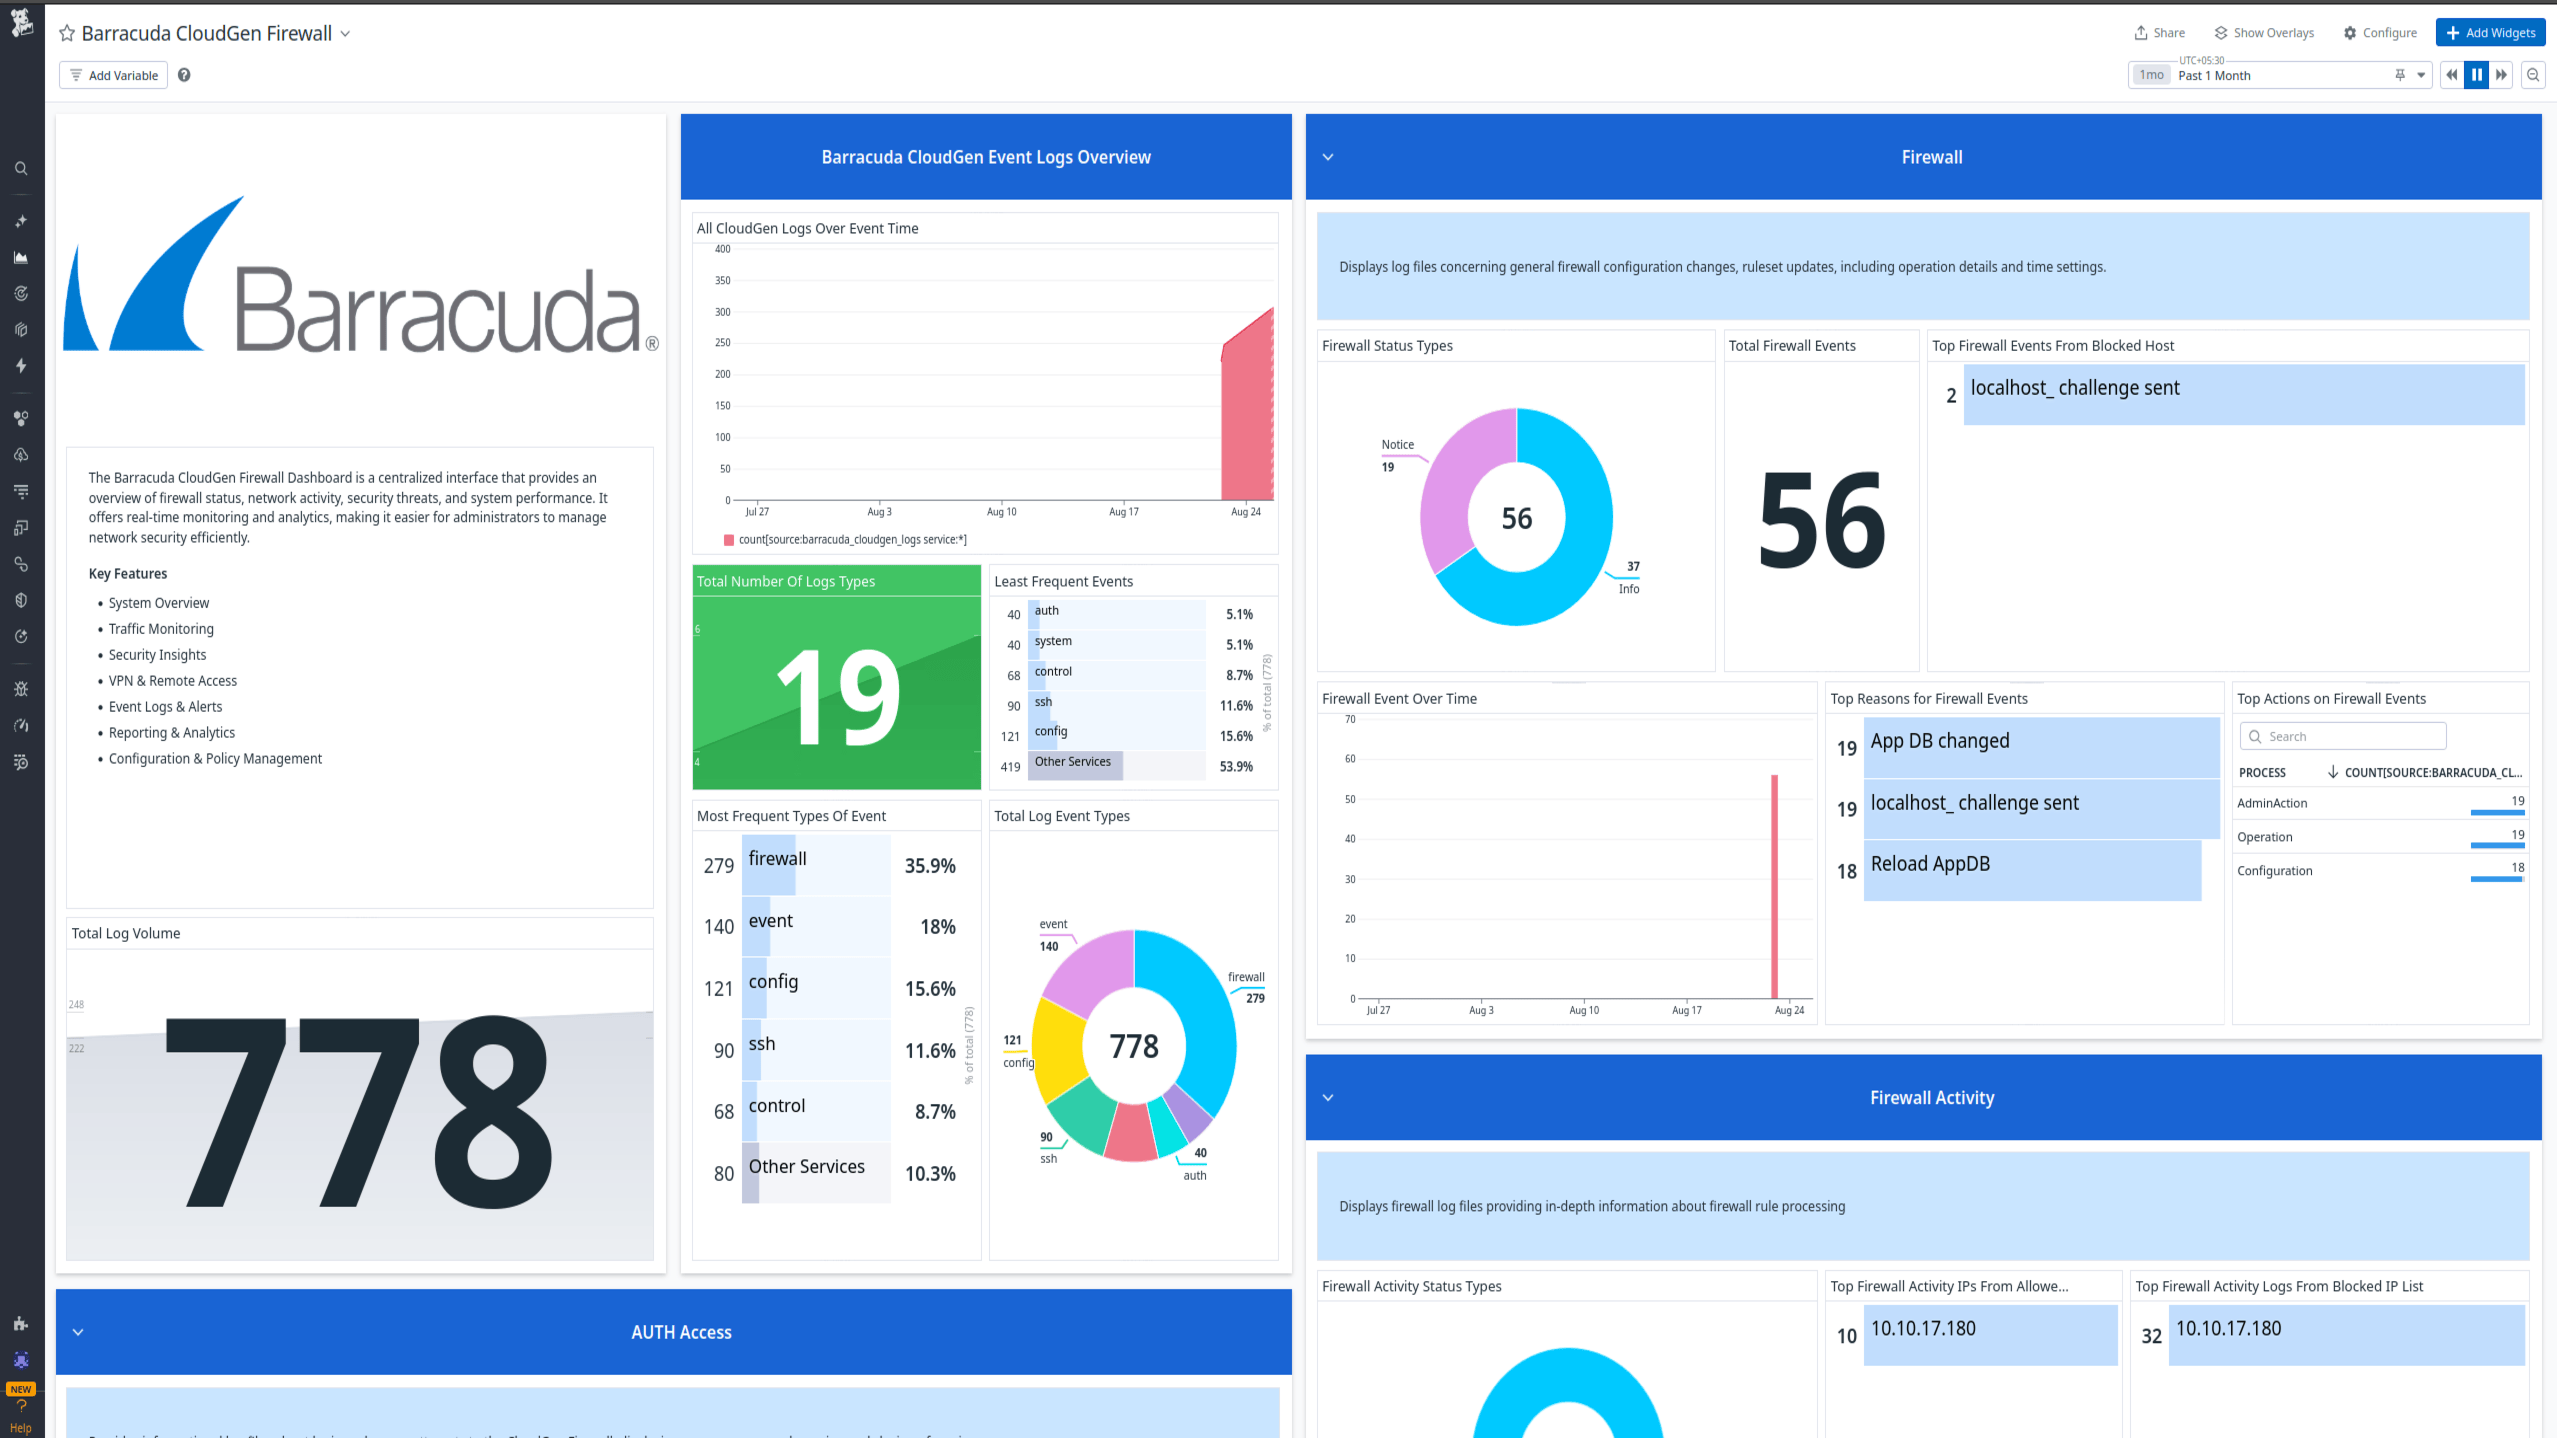 Barracuda CloudGen Firewall
Share
Show Overlays
Configure
Add Widgets
Add Variable
UTC+05:30
1mo Past 1 Month
Barracuda®
The Barracuda CloudGen Firewall Dashboard is a centralized interface that provides an
overview of firewall status, network activity, security threats, and system performance. It
offers real-time monitoring and analytics, making it easier for administrators to manage
network security efficiently.
Key Features
• System Overview
• Traffic Monitoring
• Security Insights
• VPN & Remote Access
• Event Logs & Alerts
• Reporting & Analytics
• Configuration & Policy Management
Total Log Volume
248
222
778
Barracuda CloudGen Event Logs Overview
All CloudGen Logs Over Event Time
400
350
300
250
200
150
100
50
0
Jul 27 Aug 3 Aug 10 Aug 17 Aug 24
count[source:barracuda_cloudgen_logs service:*]
Total Number Of Logs Types
6
4
19
Least Frequent Events
40 auth 5.1%
40 system 5.1%
68 control 8.7%
90 ssh 11.6%
121 config 15.6%
419 Other Services 53.9%
% of total (778)
Most Frequent Types Of Event
279 firewall 35.9%
140 event 18%
121 config 15.6%
90 ssh 11.6%
68 control 8.7%
80 Other Services 10.3%
% of total (778)
Total Log Event Types
event
140
firewall
279
121
config
778
90
ssh
40
auth
Firewall
Displays log files concerning general firewall configuration changes, ruleset updates, including operation details and time settings.
Firewall Status Types
Notice
19
56
37
Info
Total Firewall Events
56
Top Firewall Events From Blocked Host
2 localhost_ challenge sent
Firewall Event Over Time
70
60
50
40
30
20
10
0
Jul 27 Aug 3 Aug 10 Aug 17 Aug 24
Top Reasons for Firewall Events
19 App DB changed
19 localhost_ challenge sent
18 Reload AppDB
Top Actions on Firewall Events
Search
PROCESS COUNT[SOURCE:BARRACUDA_CL...
AdminAction 19
Operation 19
Configuration 18
Firewall Activity
Displays firewall log files providing in-depth information about firewall rule processing
Firewall Activity Status Types
Top Firewall Activity IPs From Allowe...
10 10.10.17.180
Top Firewall Activity Logs From Blocked IP List
32 10.10.17.180
AUTH Access
NEW
?
Help